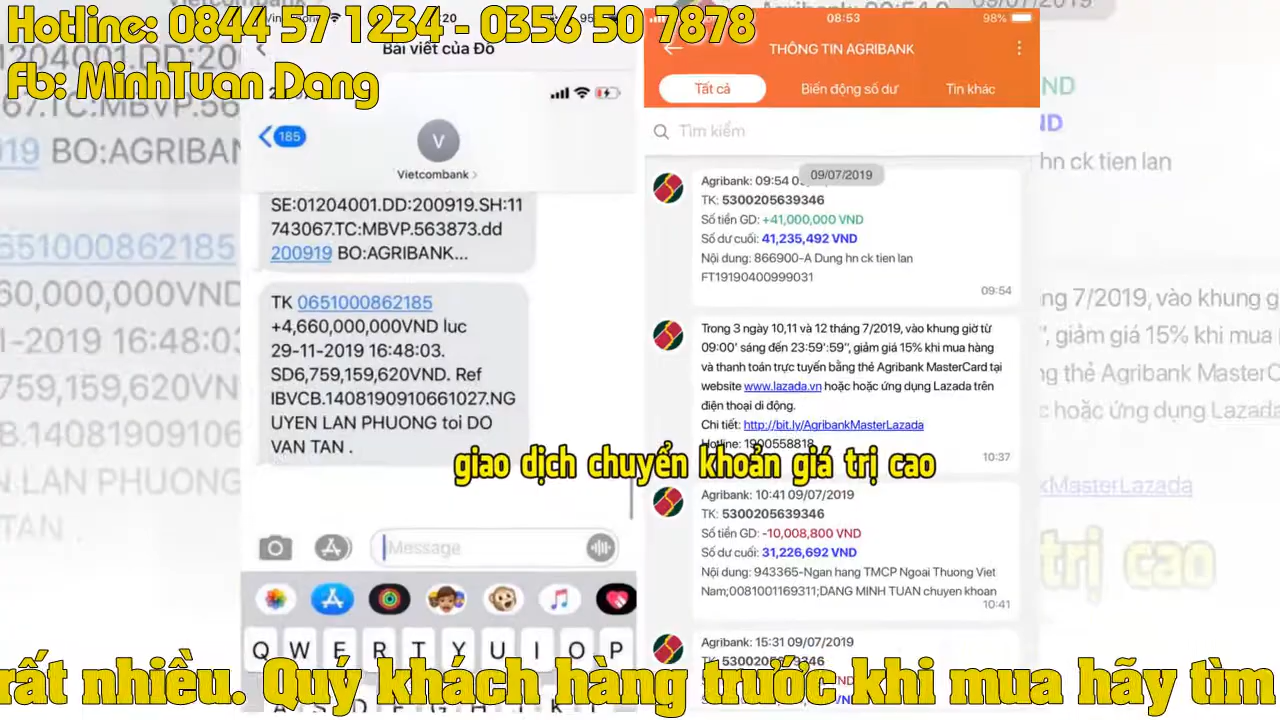 Hotline: 0844 57 1234 - 0356 50 7878
Fb: MinhTuan Dang
Bài viết của Đỗ
185
V
Vietcombank
SE:01204001.DD:200919.SH:11
743067.TC:MBVP.563873.dd
200919 BO:AGRIBANK...
TK 0651000862185
+4,660,000,000VND luc
29-11-2019 16:48:03.
SD6,759,159,620VND. Ref
IBVCB.1408190910661027.NG
UYEN LAN PHUONG toi DO
VAN TAN .
Message
Q W E R T Y U I O P
08:53
98%
THÔNG TIN AGRIBANK
Tất cả
Biến động số dư
Tin khác
Tìm kiếm
09/07/2019
Agribank: 09:54
TK: 5300205639346
Số tiền GD: +41,000,000 VND
Số dư cuối: 41,235,492 VND
Nội dung: 866900-A Dung hn ck tien lan
FT19190400999031
09:54
Trong 3 ngày 10,11 và 12 tháng 7/2019, vào khung giờ từ
09:00' sáng đến 23:59':59'', giảm giá 15% khi mua hàng
và thanh toán trực tuyến bằng thẻ Agribank MasterCard tại
website www.lazada.vn hoặc hoặc ứng dụng Lazada trên
điện thoại di động.
Chi tiết: http://bit.ly/AgribankMasterLazada
Hotline: 1900558818
10:37
giao dịch chuyển khoản giá trị cao
Agribank: 10:41 09/07/2019
TK: 5300205639346
Số tiền GD: -10,008,800 VND
Số dư cuối: 31,226,692 VND
Nội dung: 943365-Ngan hang TMCP Ngoai Thuong Viet
Nam;0081001169311;DANG MINH TUAN chuyen khoan
10:41
Agribank: 15:31 09/07/2019
TK: 5300205639346
rất nhiều. Quý khách hàng trước khi mua hãy tìm